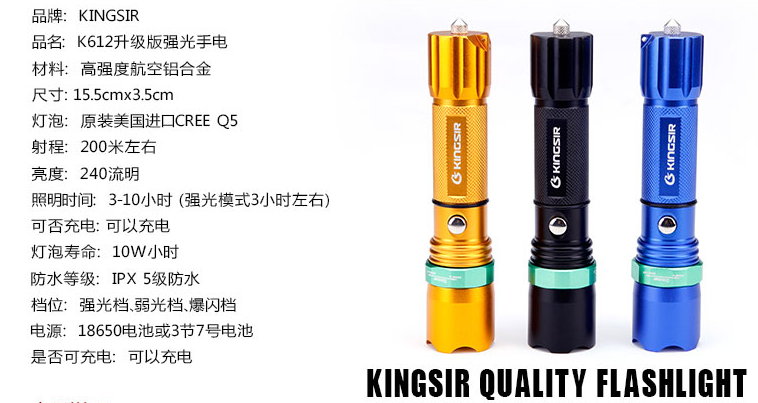 品牌: KINGSIR
品名: K612升级版强光手电
材料: 高强度航空铝合金
尺寸: 15.5cmx3.5cm
灯泡: 原装美国进口CREE Q5
射程: 200米左右
亮度: 240流明
照明时间: 3-10小时 (强光模式3小时左右)
可否充电: 可以充电
灯泡寿命: 10W小时
防水等级: IPX 5级防水
档位: 强光档、弱光档、爆闪档
电源: 18650电池或3节7号电池
是否可充电: 可以充电
KINGSIR
KINGSIR
KINGSIR
KINGSIR QUALITY FLASHLIGHT